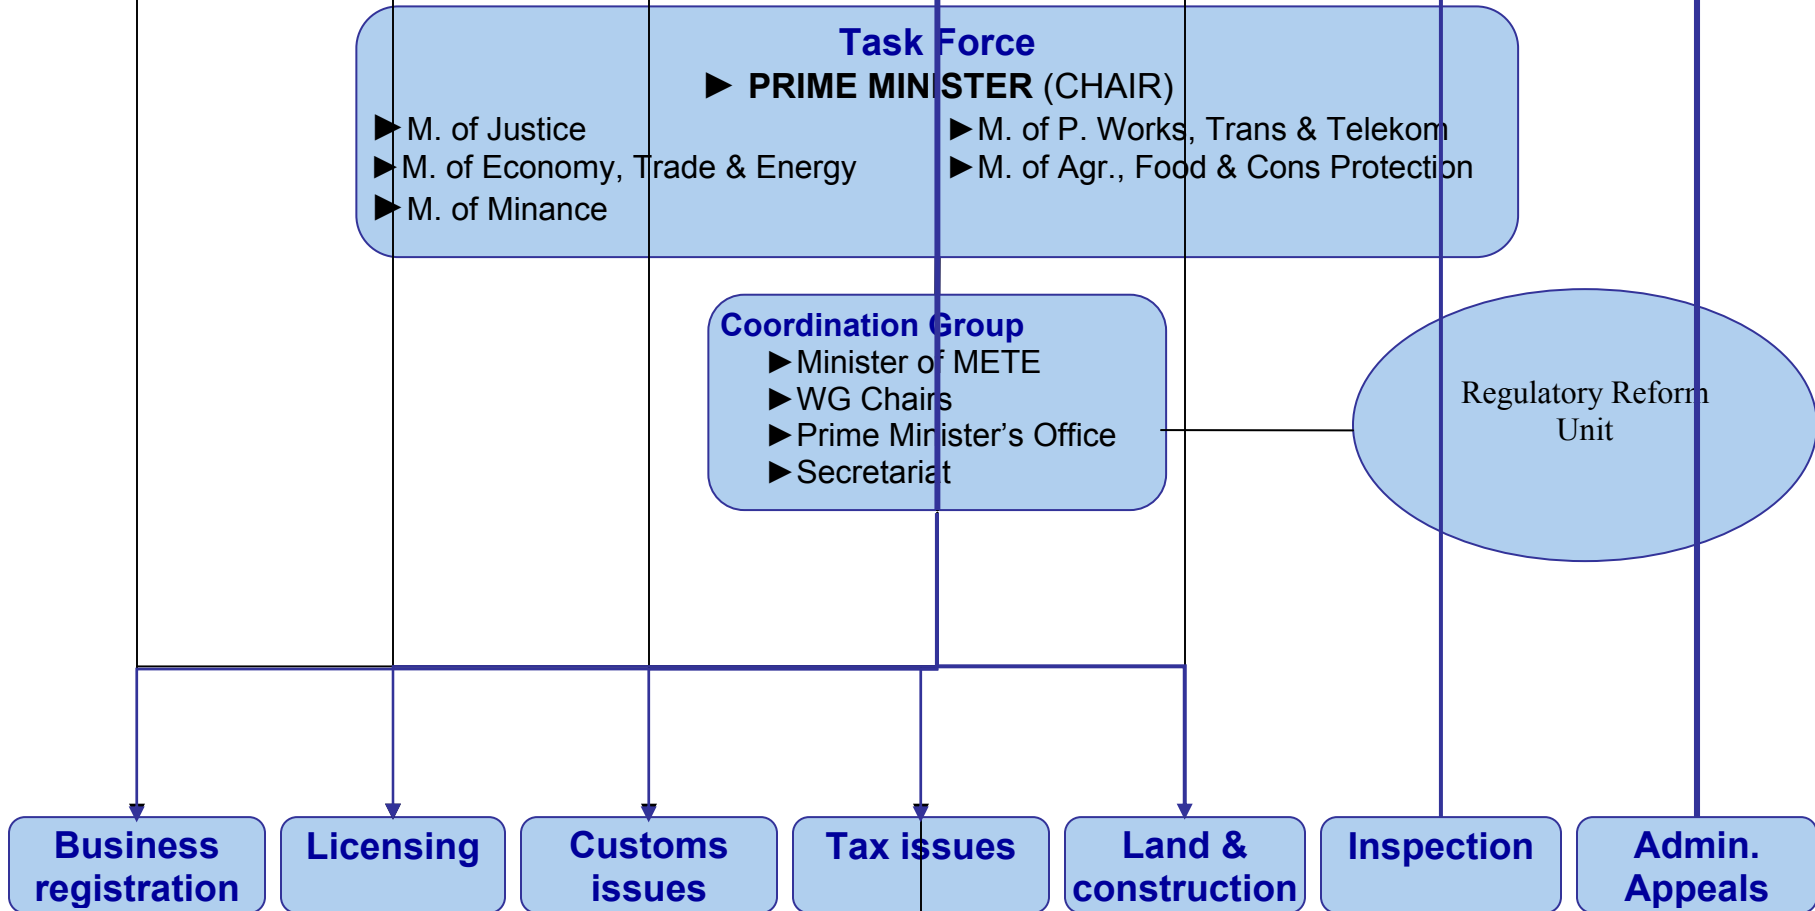 Task Force
► PRIME MINISTER (CHAIR)
► M. of Justice
► M. of Economy, Trade & Energy
► M. of Minance
► M. of P. Works, Trans & Telekom
► M. of Agr., Food & Cons Protection
Coordination Group
► Minister of METE
► WG Chairs
► Prime Minister’s Office
► Secretariat
Regulatory Reform
Unit
Business
registration
Licensing
Customs
issues
Tax issues
Land &
construction
Inspection
Admin.
Appeals